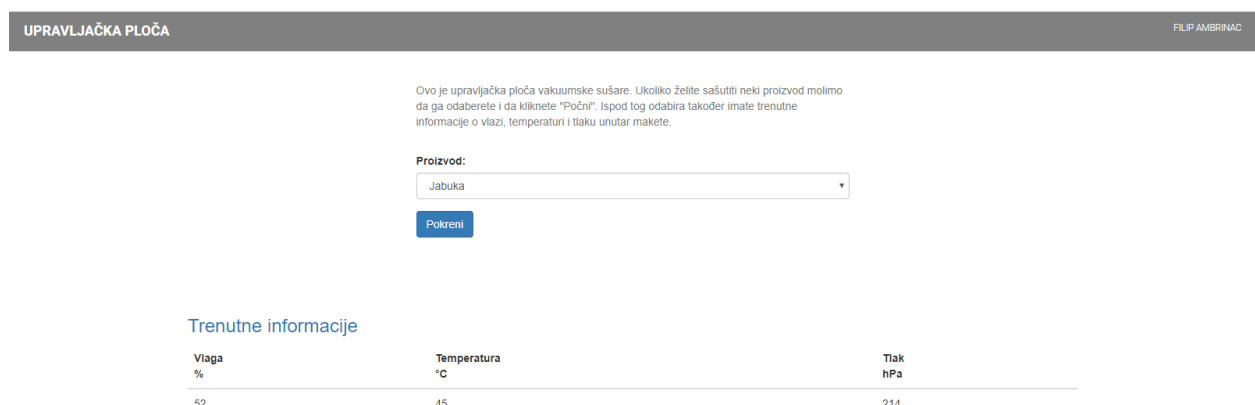 UPRAVLJAČKA PLOČA
FILIP AMBRINAC
Ovo je upravljačka ploča vakuumske sušare. Ukoliko želite sašutiti neki proizvod molimo
da ga odaberete i da kliknete "Počni". Ispod tog odabira također imate trenutne
informacije o vlazi, temperaturi i tlaku unutar makete.
Proizvod:
Jabuka
Pokreni
Trenutne informacije
Vlaga Temperatura Tlak
% °C hPa
52 45 214